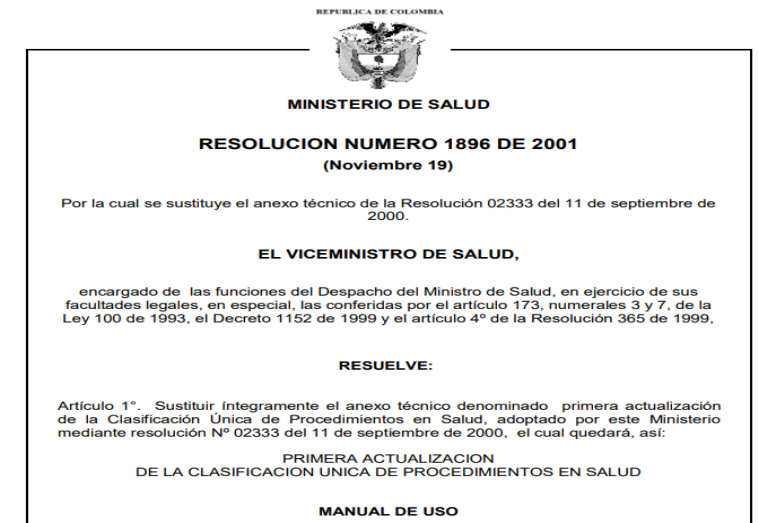 REPUBLICA DE COLOMBIA
MINISTERIO DE SALUD
RESOLUCION NUMERO 1896 DE 2001
(Noviembre 19)
Por la cual se sustituye el anexo técnico de la Resolución 02333 del 11 de septiembre de
2000.
EL VICEMINISTRO DE SALUD,
encargado de las funciones del Despacho del Ministro de Salud, en ejercicio de sus
facultades legales, en especial, las conferidas por el artículo 173, numerales 3 y 7, de la
Ley 100 de 1993, el Decreto 1152 de 1999 y el artículo 4º de la Resolución 365 de 1999,
RESUELVE:
Artículo 1°. Sustituir íntegramente el anexo técnico denominado primera actualización
de la Clasificación Única de Procedimientos en Salud, adoptado por este Ministerio
mediante resolución Nº 02333 del 11 de septiembre de 2000, el cual quedará, así:
PRIMERA ACTUALIZACION
DE LA CLASIFICACION UNICA DE PROCEDIMIENTOS EN SALUD
MANUAL DE USO